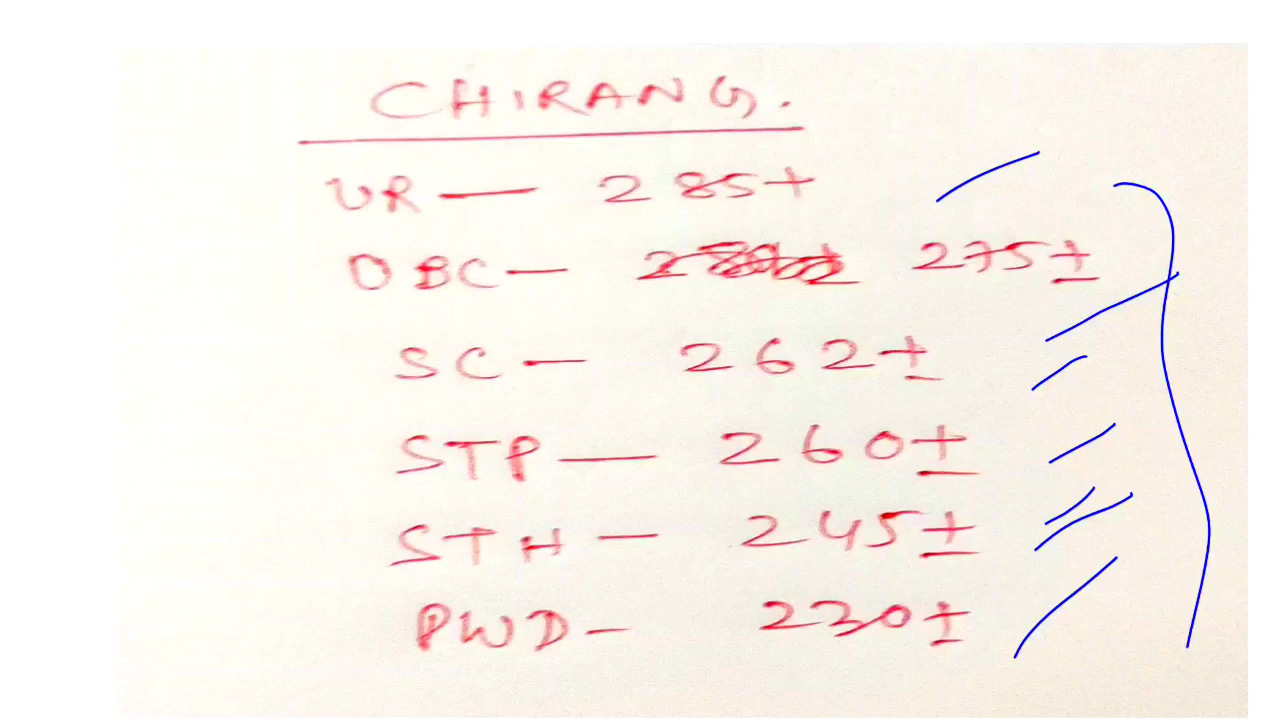 CHIRANG.
UR — 285+
OBC — 275±
SC — 262±
STP — 260±
STH — 245±
PWD — 230±